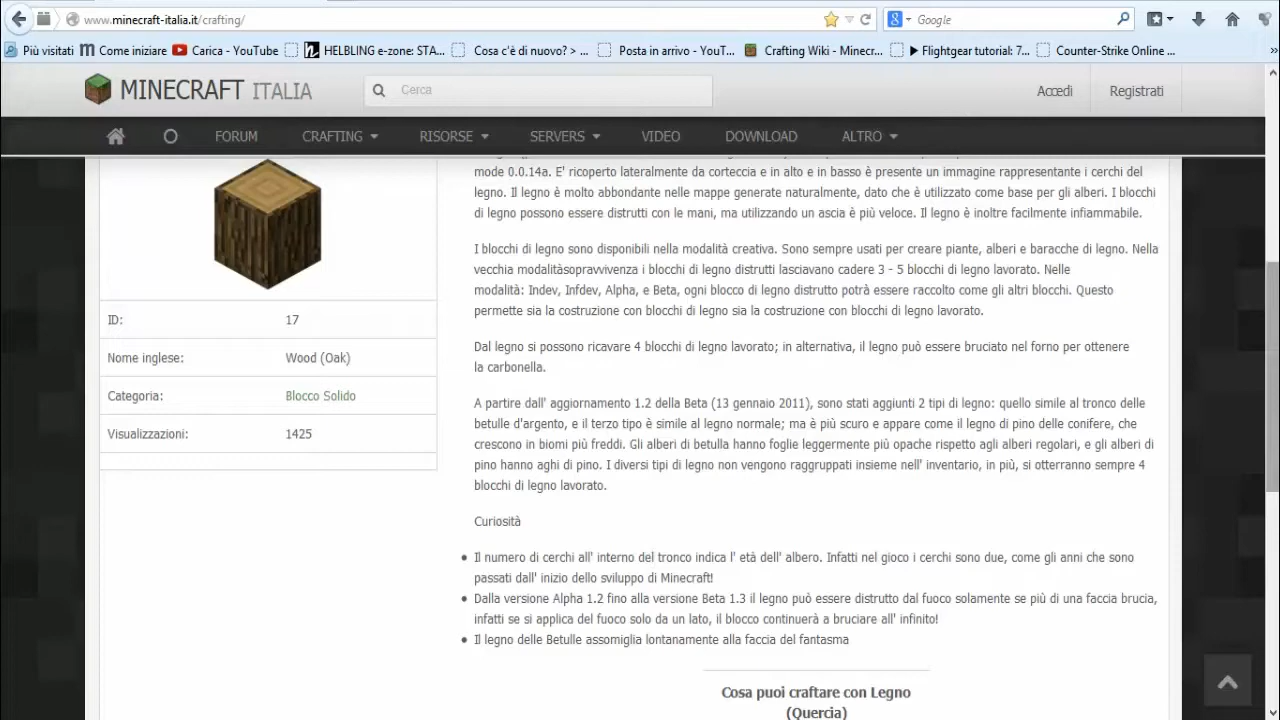 www.minecraft-italia.it/crafting/
Google
Più visitati
Come iniziare
Carica - YouTube
HELBLING e-zone: STA...
Cosa c'è di nuovo? > ...
Posta in arrivo - YouT...
Crafting Wiki - Minecr...
Flightgear tutorial: 7...
Counter-Strike Online ...
MINECRAFT ITALIA
Cerca
Accedi
Registrati
FORUM
CRAFTING
RISORSE
SERVERS
VIDEO
DOWNLOAD
ALTRO
mode 0.0.14a. E' ricoperto lateralmente da corteccia e in alto e in basso è presente un immagine rappresentante i cerchi del
legno. Il legno è molto abbondante nelle mappe generate naturalmente, dato che è utilizzato come base per gli alberi. I blocchi
di legno possono essere distrutti con le mani, ma utilizzando un ascia è più veloce. Il legno è inoltre facilmente infiammabile.
I blocchi di legno sono disponibili nella modalità creativa. Sono sempre usati per creare piante, alberi e baracche di legno. Nella
vecchia modalitàsopravvivenza i blocchi di legno distrutti lasciavano cadere 3 - 5 blocchi di legno lavorato. Nelle
modalità: Indev, Infdev, Alpha, e Beta, ogni blocco di legno distrutto potrà essere raccolto come gli altri blocchi. Questo
permette sia la costruzione con blocchi di legno sia la costruzione con blocchi di legno lavorato.
Dal legno si possono ricavare 4 blocchi di legno lavorato; in alternativa, il legno può essere bruciato nel forno per ottenere
la carbonella.
A partire dall' aggiornamento 1.2 della Beta (13 gennaio 2011), sono stati aggiunti 2 tipi di legno: quello simile al tronco delle
betulle d'argento, e il terzo tipo è simile al legno normale; ma è più scuro e appare come il legno di pino delle conifere, che
crescono in biomi più freddi. Gli alberi di betulla hanno foglie leggermente più opache rispetto agli alberi regolari, e gli alberi di
pino hanno aghi di pino. I diversi tipi di legno non vengono raggruppati insieme nell' inventario, in più, si otterranno sempre 4
blocchi di legno lavorato.
Curiosità
Il numero di cerchi all' interno del tronco indica l' età dell' albero. Infatti nel gioco i cerchi sono due, come gli anni che sono
passati dall' inizio dello sviluppo di Minecraft!
Dalla versione Alpha 1.2 fino alla versione Beta 1.3 il legno può essere distrutto dal fuoco solamente se più di una faccia brucia,
infatti se si applica del fuoco solo da un lato, il blocco continuerà a bruciare all' infinito!
Il legno delle Betulle assomiglia lontanamente alla faccia del fantasma
Cosa puoi craftare con Legno
(Quercia)
ID: 17
Nome inglese: Wood (Oak)
Categoria: Blocco Solido
Visualizzazioni: 1425